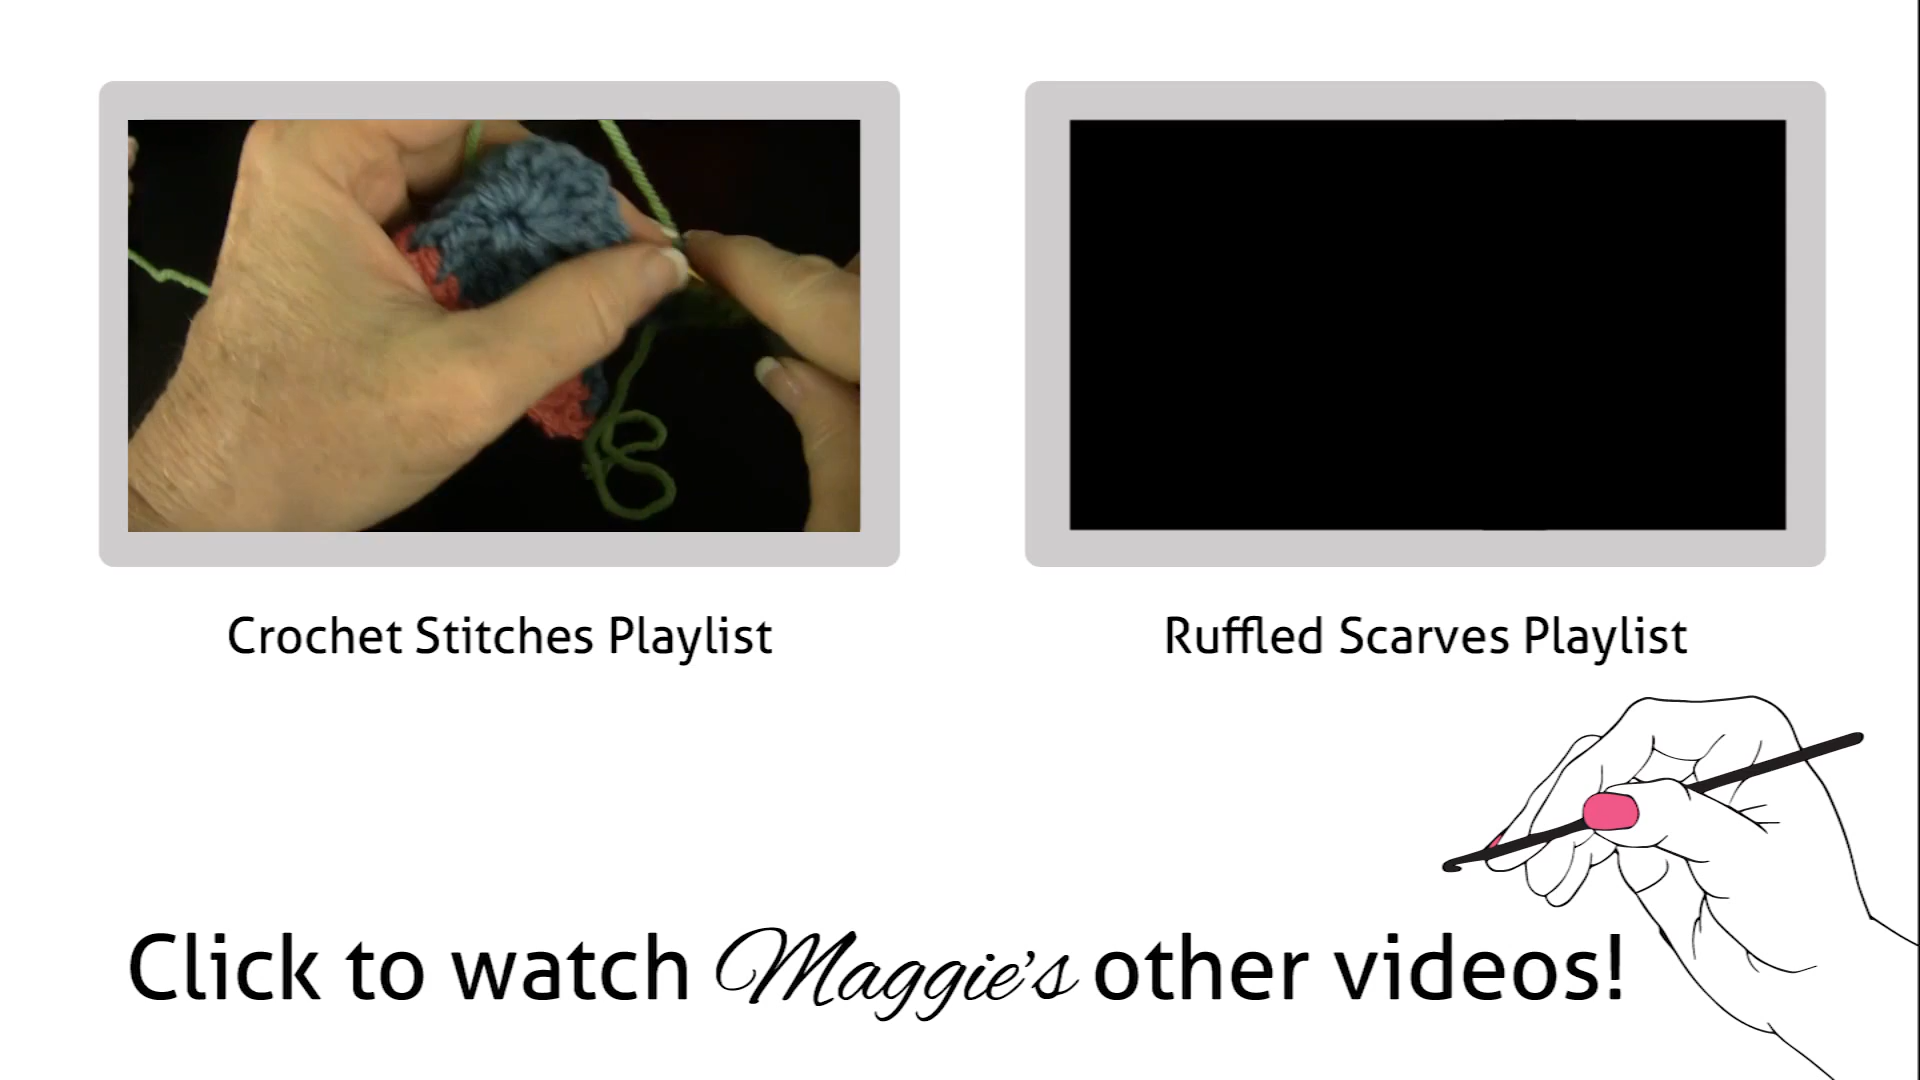 Crochet Stitches Playlist
Ruffled Scarves Playlist
Click to watch Maggie's other videos!